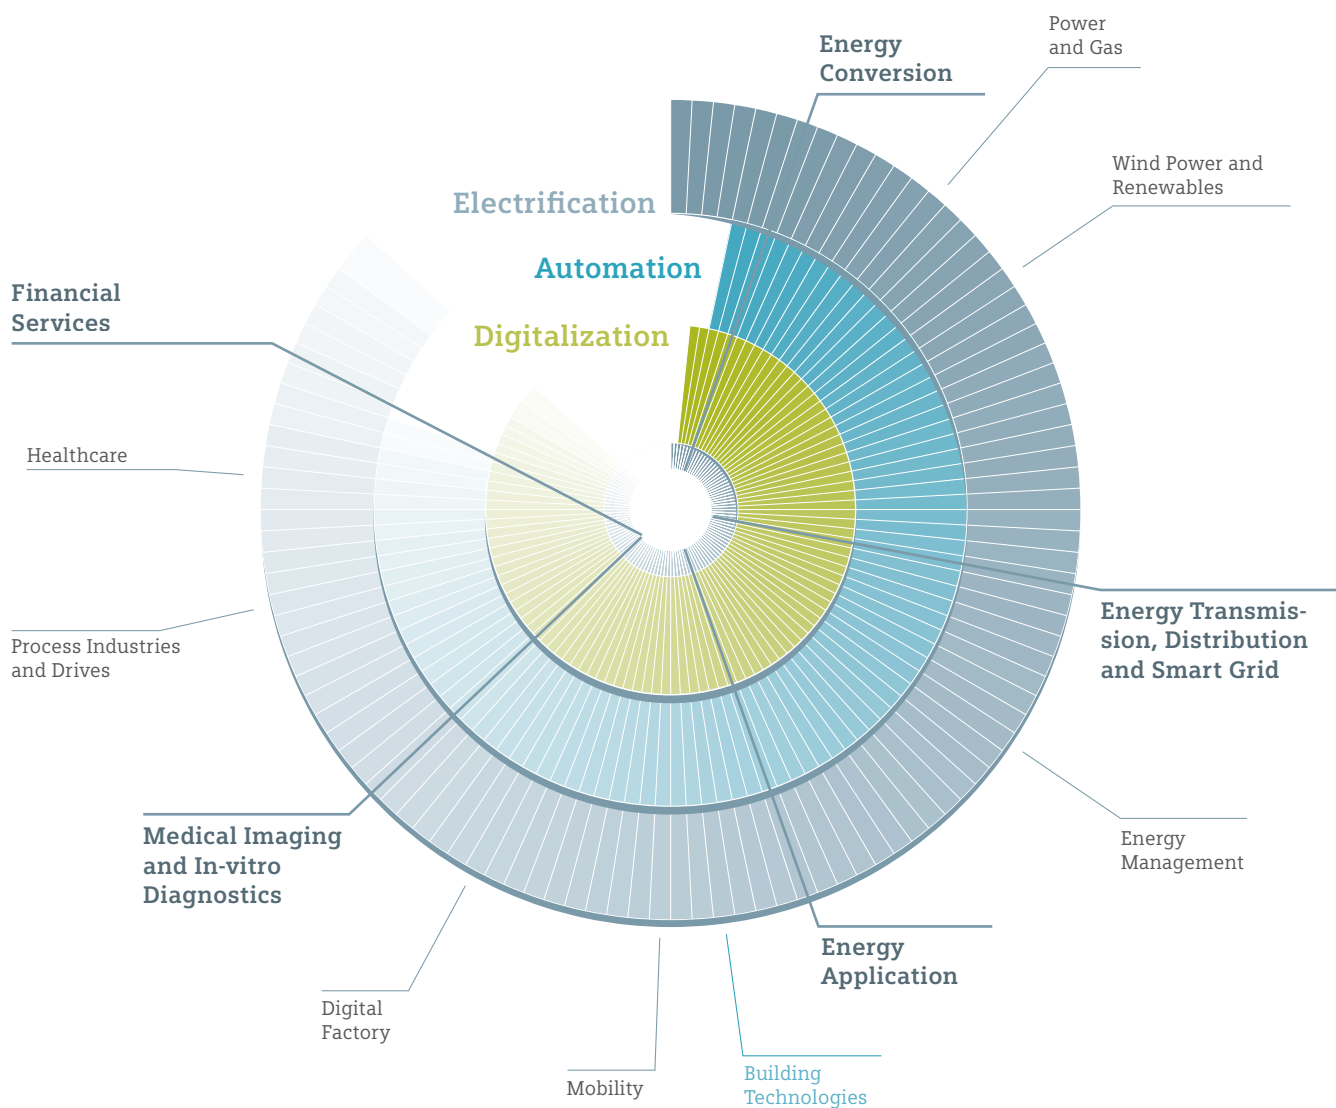 Power
and Gas
Energy
Conversion
Wind Power and
Renewables
Electrification
Automation
Financial
Services
Digitalization
Healthcare
Energy Transmis-
sion, Distribution
and Smart Grid
Process Industries
and Drives
Medical Imaging
and In-vitro
Diagnostics
Energy
Management
Energy
Application
Digital
Factory
Mobility
Building
Technologies